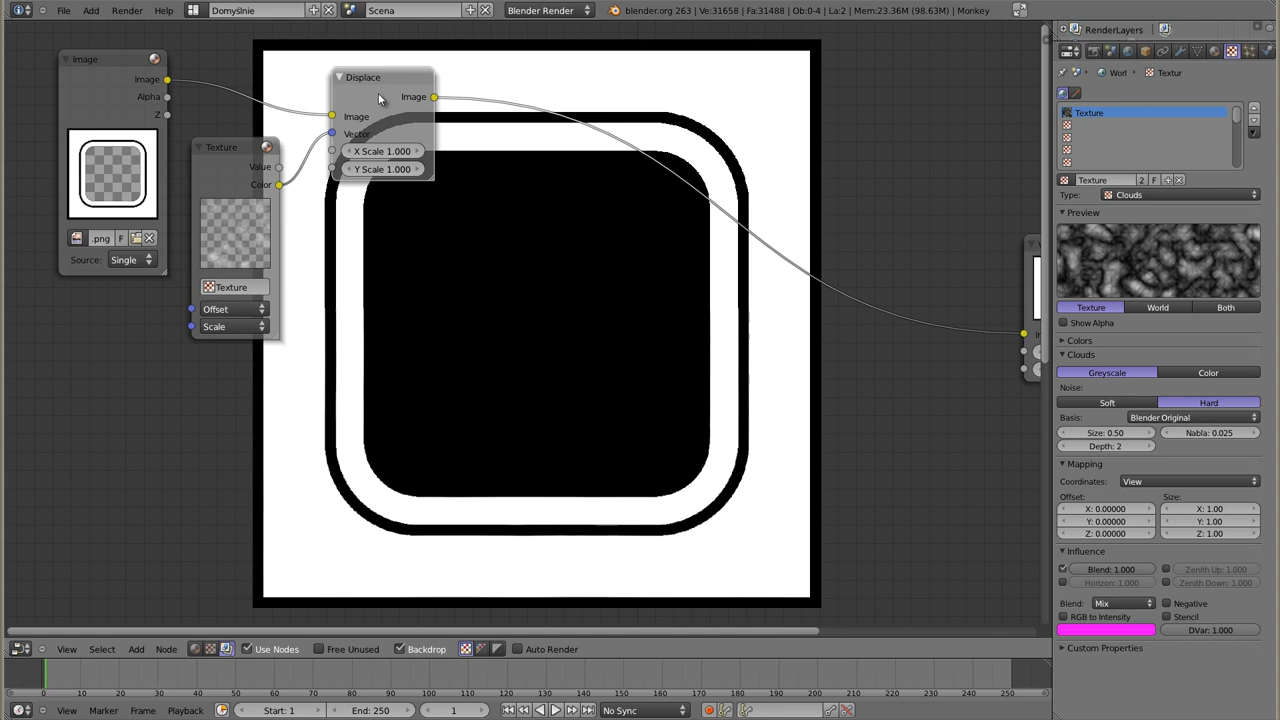 File Add Render Help Domyślnie Scena Blender Render blender.org 263 | Ve:31658 | Fa:31488 | Ob:0-4 | La:2 | Mem:23.36M (98.63M) | Monkey
RenderLayers
Image
Image
Alpha
Z
.png F
Source: Single
Texture
Value
Color
Texture
Offset
Scale
Displace
Image
Image
Vector
X Scale 1.000
Y Scale 1.000
Worl Textur
Texture
Texture 2 F
Type: Clouds
Preview
Texture World Both
Show Alpha
Colors
Clouds
Greyscale Color
Noise:
Soft Hard
Basis: Blender Original
Size: 0.50 Nabla: 0.025
Depth: 2
Mapping
Coordinates: View
Offset: Size:
X: 0.00000 X: 1.00
Y: 0.00000 Y: 1.00
Z: 0.00000 Z: 1.00
Influence
Blend: 1.000 Zenith Up: 1.000
Horizon: 1.000 Zenith Down: 1.000
Blend: Mix Negative
RGB to Intensity Stencil
DVar: 1.000
Custom Properties
View Select Add Node Use Nodes Free Unused Backdrop Auto Render
0 10 20 30 40 50 60 70 80 90 100 110 120 130 140 150 160 170 180 190 200 210 220 230 240 250
View Marker Frame Playback Start: 1 End: 250 1 No Sync